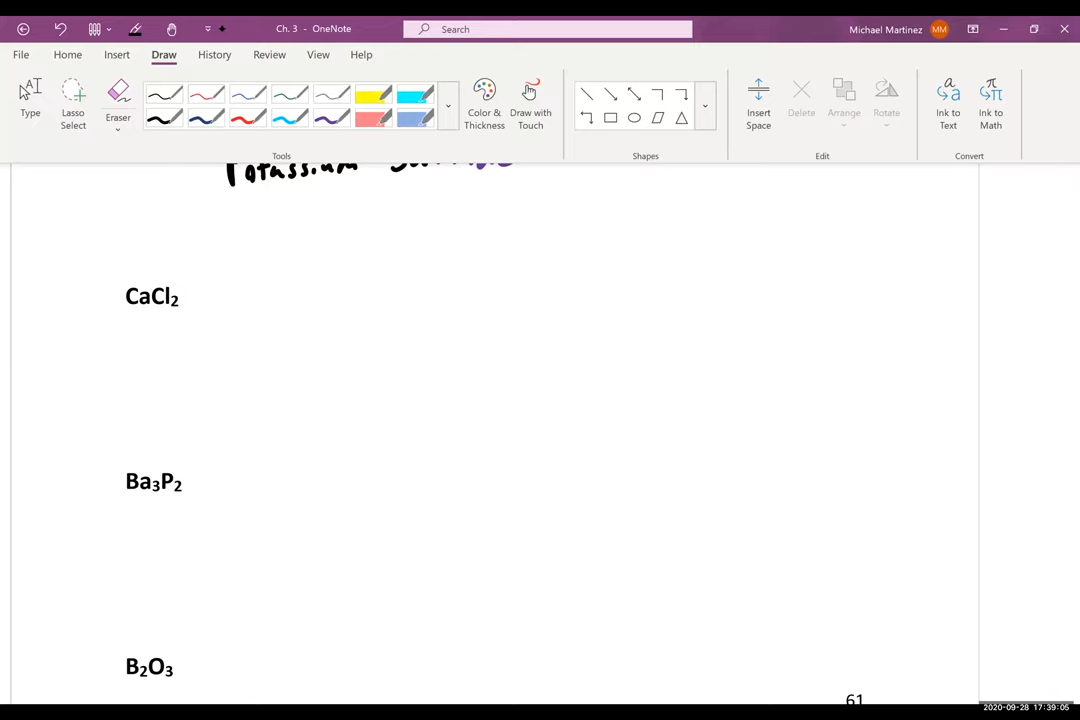 Ch. 3 - OneNote
Search
Michael Martinez MM
File Home Insert Draw History Review View Help
Type
Lasso Select
Eraser
Color & Thickness
Draw with Touch
Insert Space
Delete
Arrange
Rotate
Ink to Text
Ink to Math
Tools
Shapes
Edit
Convert
Potassium
CaCl₂
Ba₃P₂
B₂O₃
61
2020-09-28 17:39:05